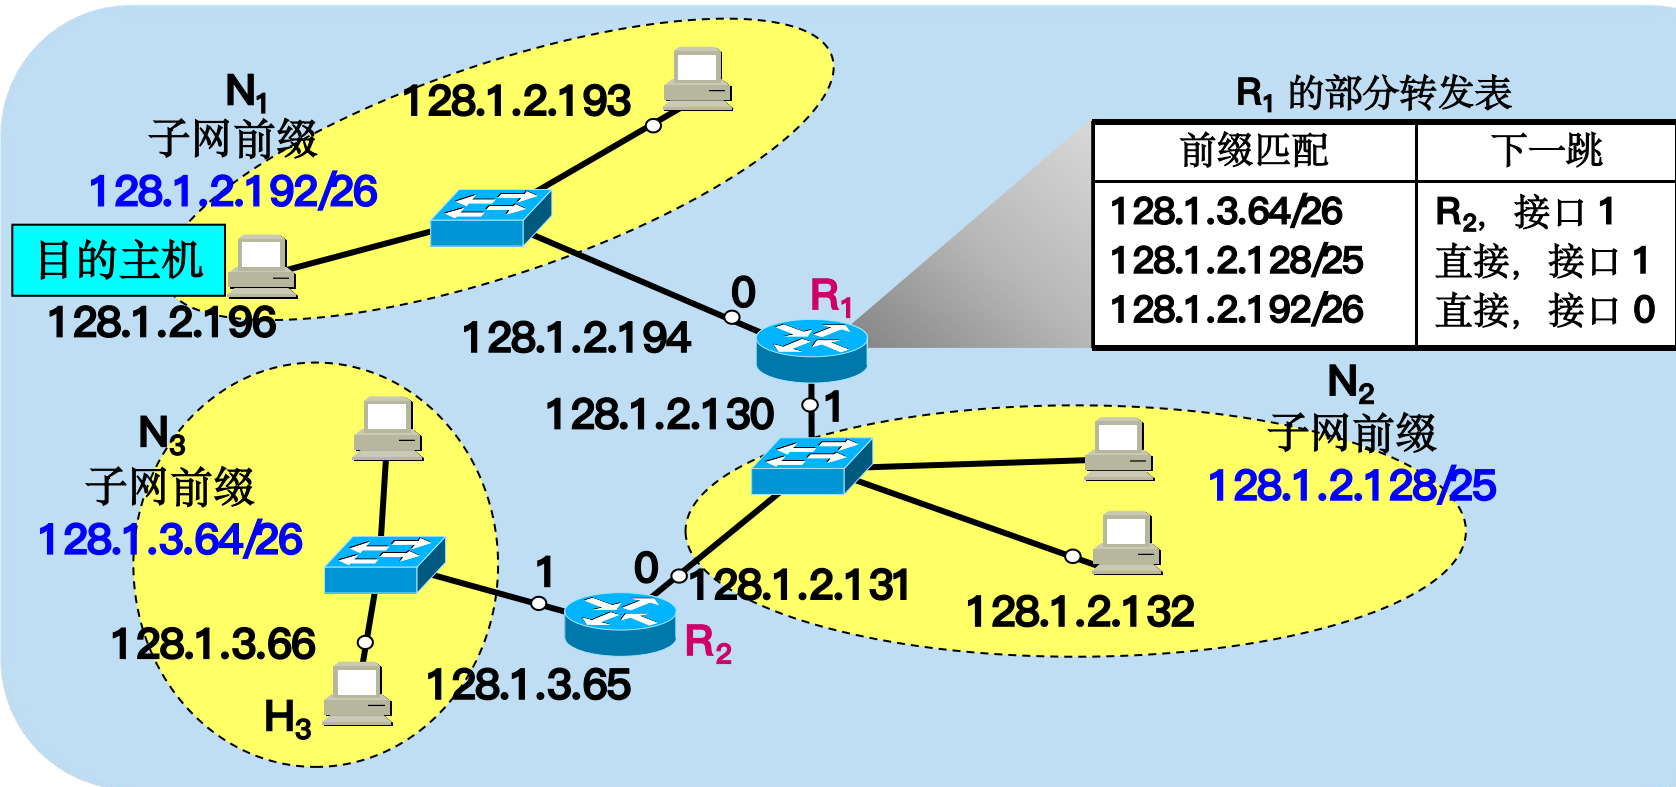 N₁
子网前缀
128.1.2.192/26
128.1.2.193
目的主机
128.1.2.196
128.1.2.194
0
R₁
R₁ 的部分转发表
前缀匹配 下一跳
128.1.3.64/26 R₂，接口 1
128.1.2.128/25 直接，接口 1
128.1.2.192/26 直接，接口 0
128.1.2.130
1
N₂
子网前缀
128.1.2.128/25
N₃
子网前缀
128.1.3.64/26
1
0
128.1.2.131
128.1.2.132
R₂
128.1.3.66
128.1.3.65
H₃